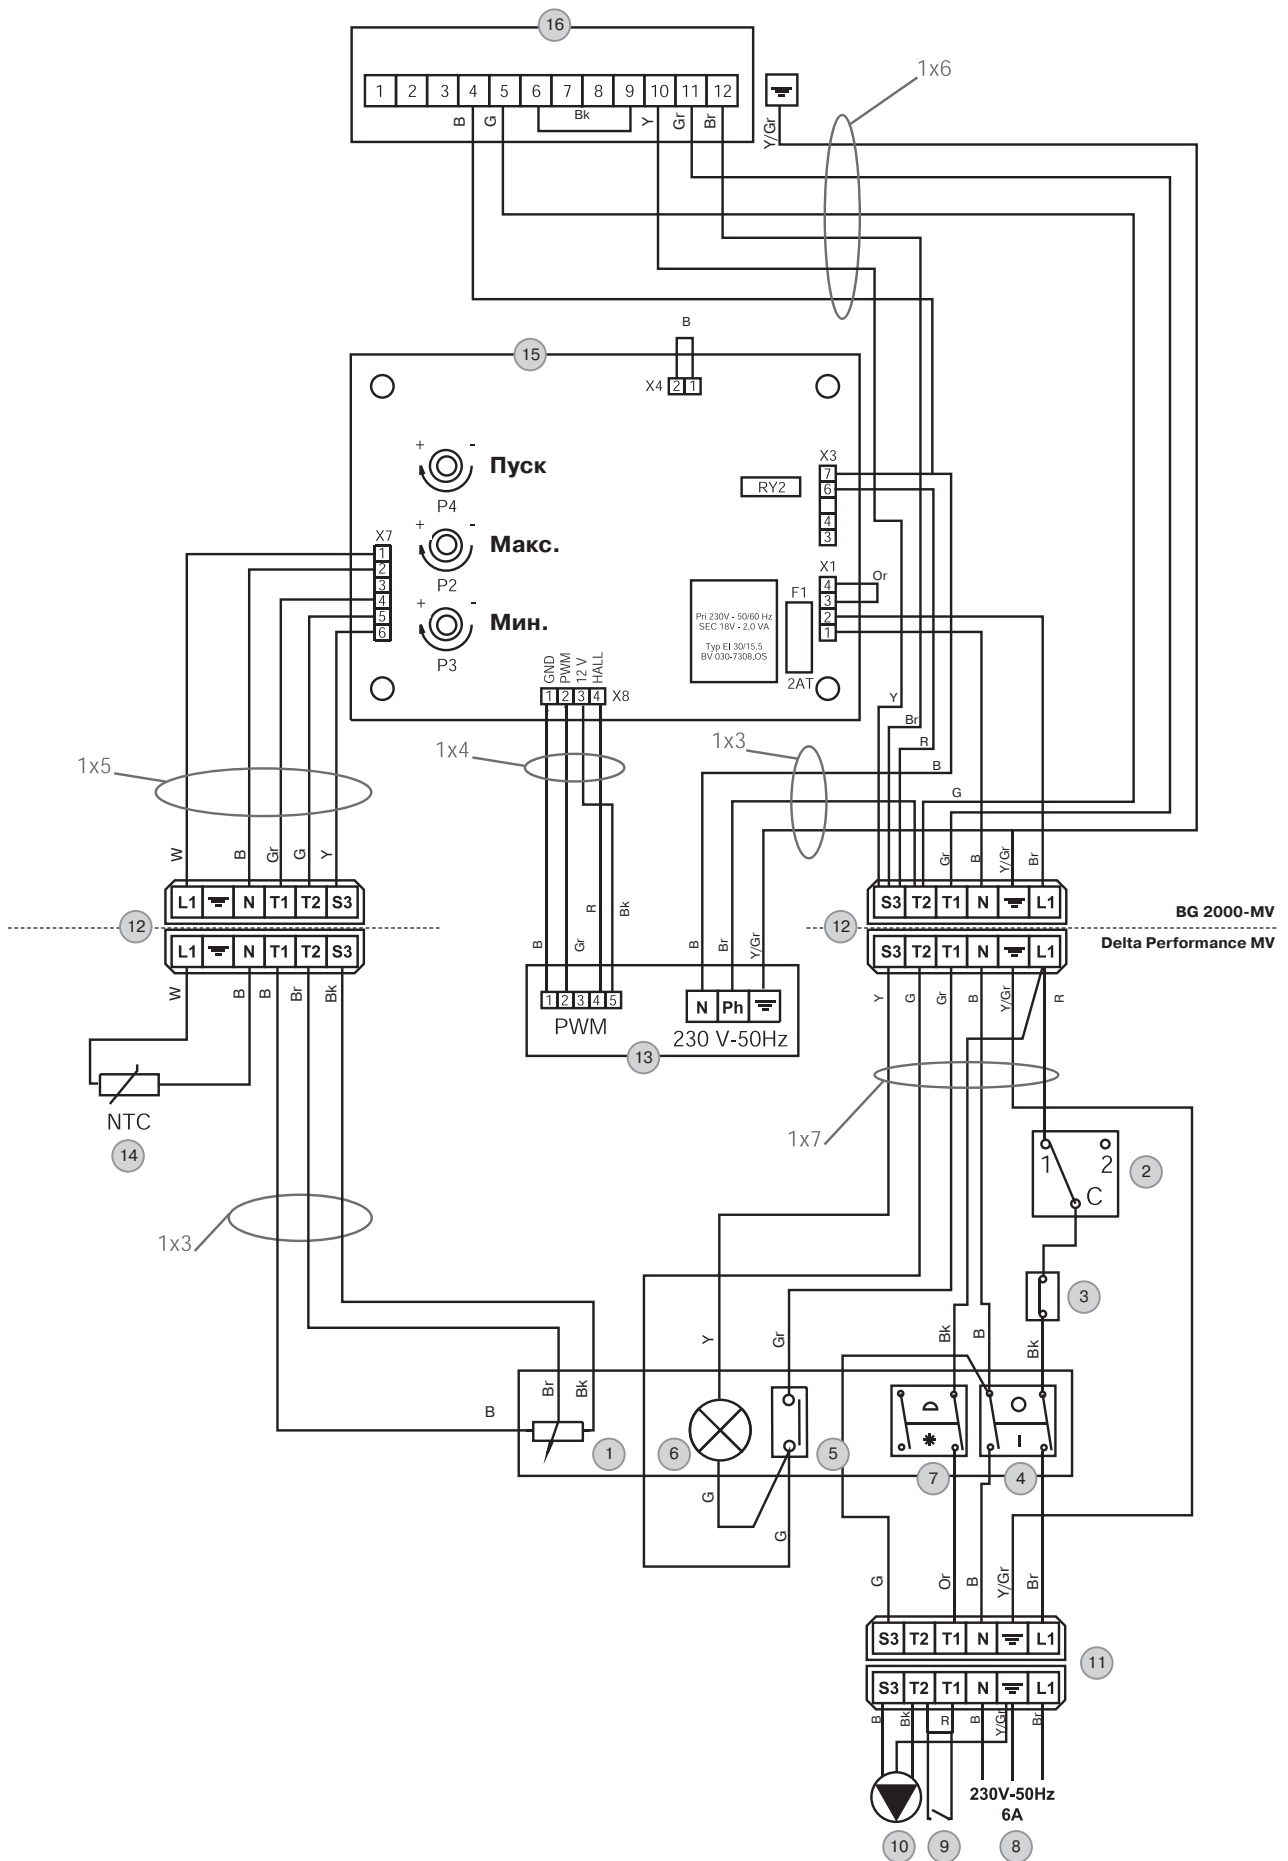 16
1 2 3 4 5 6 7 8 9 10 11 12
B G Bk Y Gr Br Y/Gr
1x6
B
15
X4 2 1
+ - Пуск
P4
X3
7
6
4
3
RY2
+ - Макс.
P2
X7
1
2
3
4
5
6
X1
4
3
2
1
Or
F1
2AT
Pri 230V - 50/60 Hz
SEC 18V - 2,0 VA
Typ EI 30/15,5
BV 030-7308.OS
+ - Мин.
P3
GND PWM 12 V HALL
1 2 3 4 X8
Y
Br
R
B
G
1x5
1x4
1x3
W B Gr G Y
Gr B Y/Gr Br
L1 N T1 T2 S3
12
L1 N T1 T2 S3
S3 T2 T1 N L1
12
S3 T2 T1 N L1
BG 2000-MV
Delta Performance MV
W B B Br Bk
B Gr R Bk
B Br Y/Gr
Y G Gr B Y/Gr R
1 2 3 4 5
PWM
N Ph
230 V-50Hz
13
NTC
14
1x7
1 2
C
2
1x3
3
Y Gr Bk B Bk
B Br Bk
1
6
5
7
4
G G
G Or B Y/Gr Br
S3 T2 T1 N L1
11
S3 T2 T1 N L1
B Bk R B Y/Gr Br
230V-50Hz
6A
10 9 8